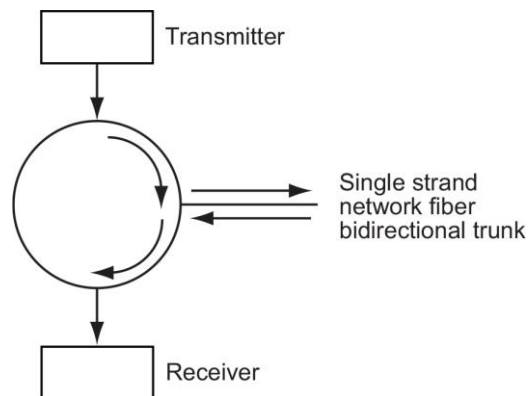 Transmitter
Single strand
network fiber
bidirectional trunk
Receiver